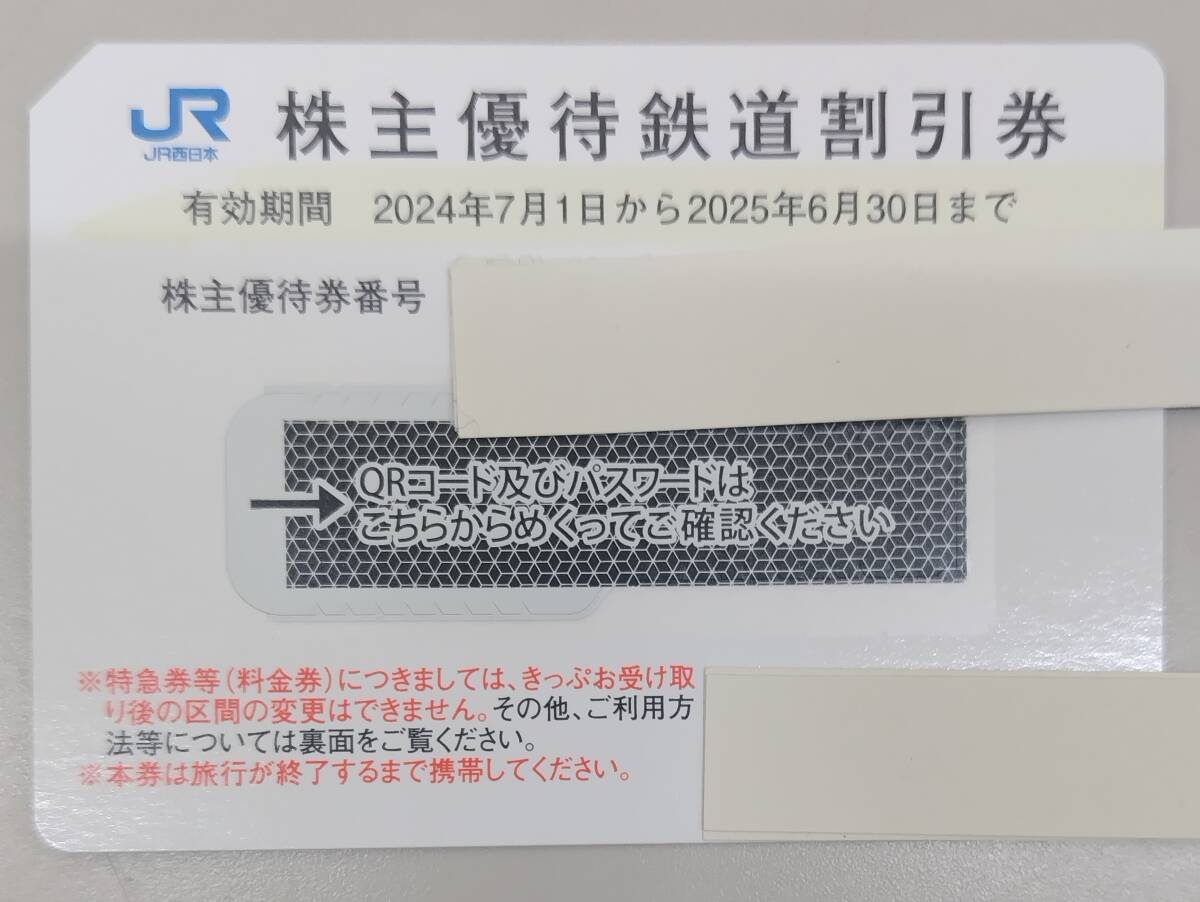 JR
JR西日本
株主優待鉄道割引券
有効期間 2024年7月1日から2025年6月30日まで
株主優待券番号
QRコード及びパスワードは
こちらからめくってご確認ください
※特急券等(料金券)につきましては、きっぷお受け取
り後の区間の変更はできません。その他、ご利用方
法等については裏面をご覧ください。
※本券は旅行が終了するまで携帯してください。